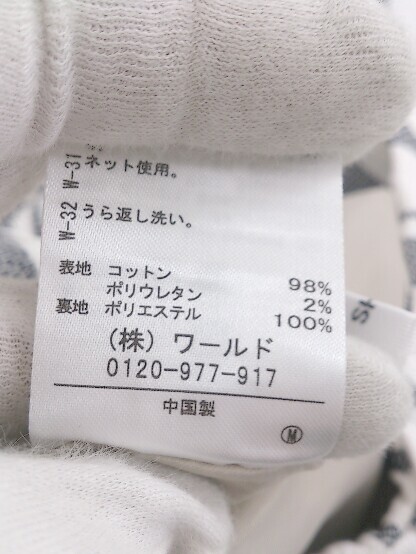 W-31 ネット使用。
W-32 うら返し洗い。
表地 コットン 98%
ポリウレタン 2%
裏地 ポリエステル 100%
(株) ワールド
0120-977-917
中国製
Ⓜ